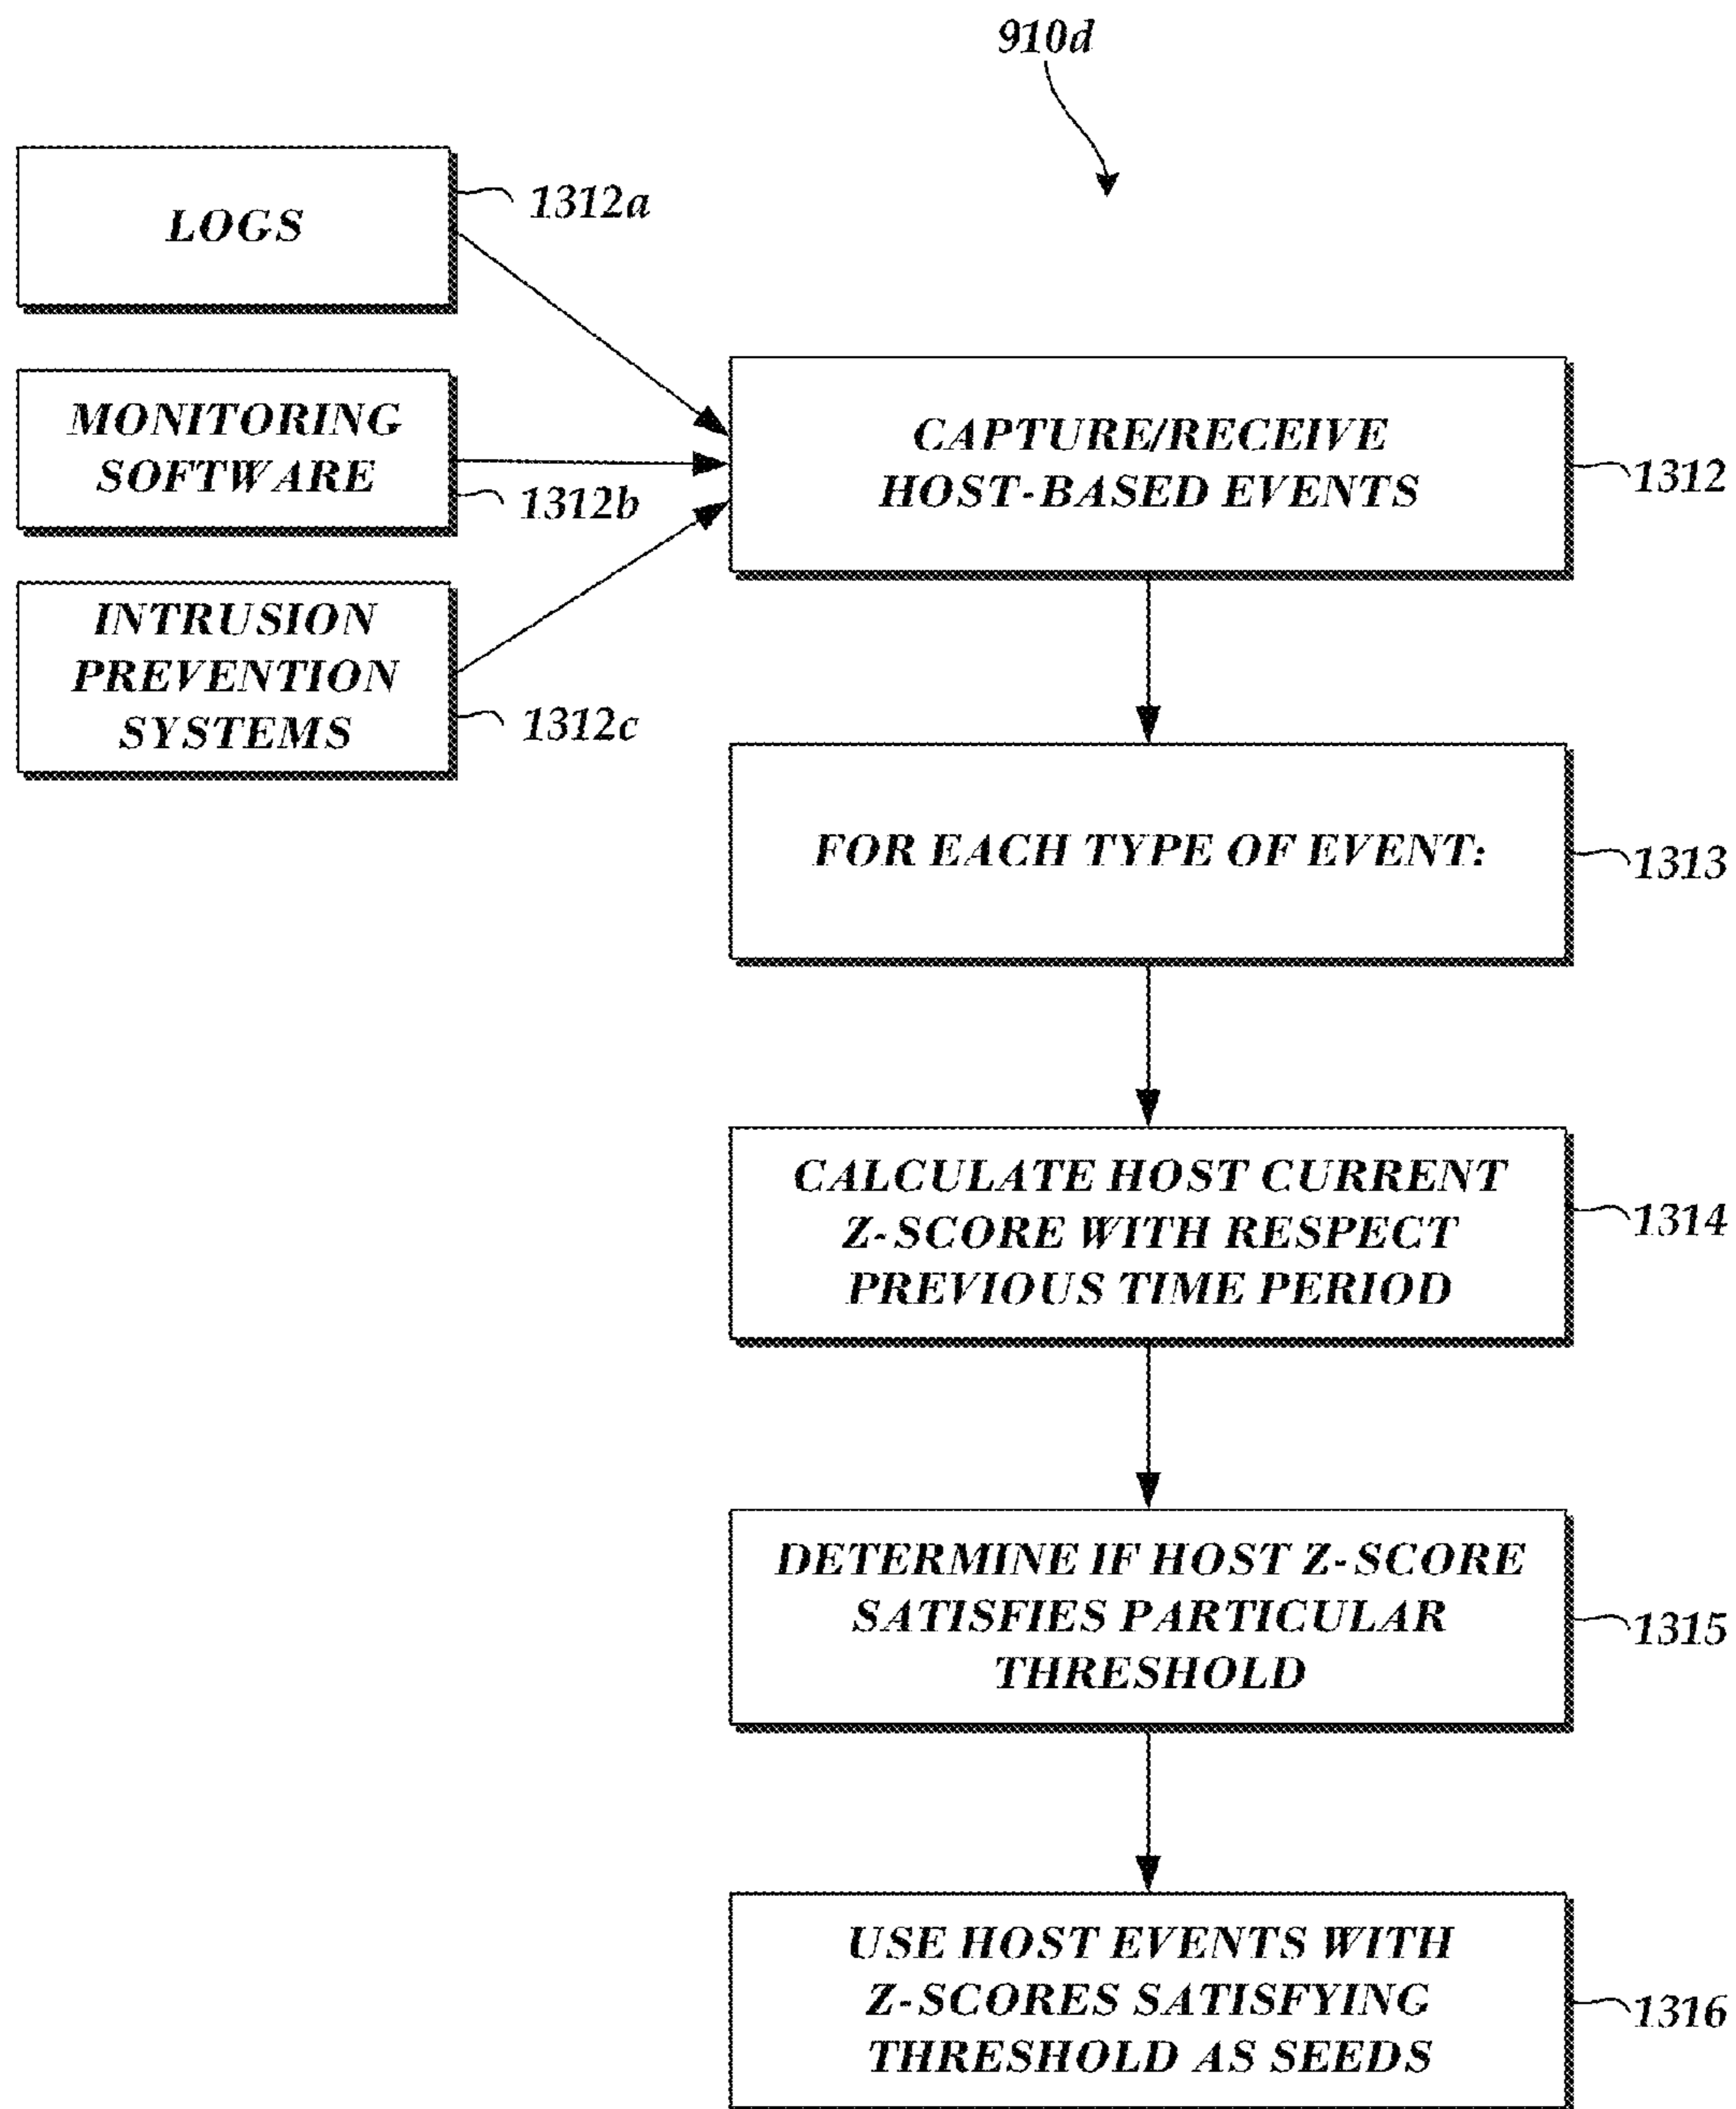 910d
LOGS
1312a
MONITORING
SOFTWARE
1312b
INTRUSION
PREVENTION
SYSTEMS
1312c
CAPTURE/RECEIVE
HOST-BASED EVENTS
1312
FOR EACH TYPE OF EVENT:
1313
CALCULATE HOST CURRENT
Z-SCORE WITH RESPECT
PREVIOUS TIME PERIOD
1314
DETERMINE IF HOST Z-SCORE
SATISFIES PARTICULAR
THRESHOLD
1315
USE HOST EVENTS WITH
Z-SCORES SATISFYING
THRESHOLD AS SEEDS
1316